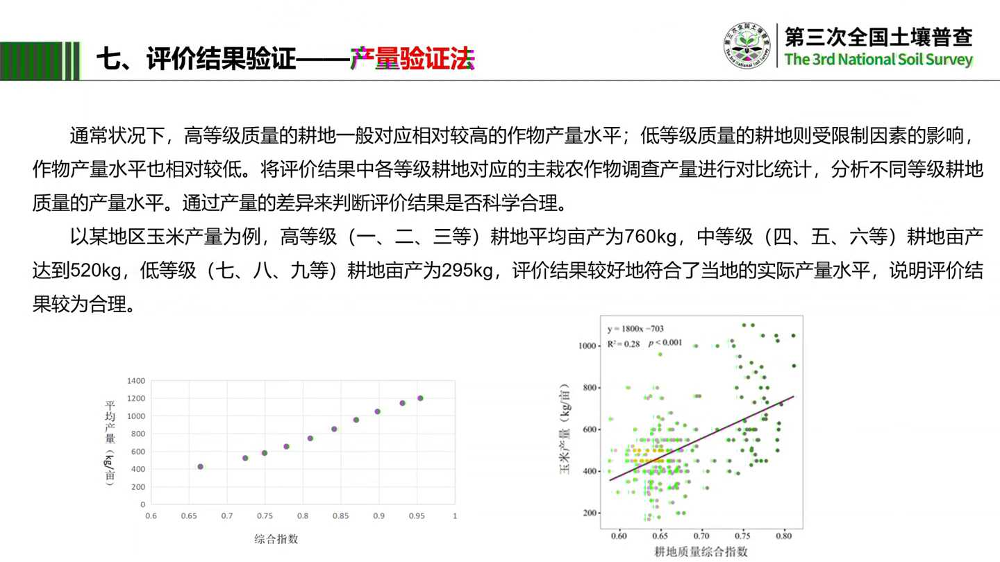 七、评价结果验证——产量验证法
第三次全国土壤普查
The 3rd National Soil Survey
第三次全国土壤普查
The 3rd National Soil Survey
通常状况下，高等级质量的耕地一般对应相对较高的作物产量水平；低等级质量的耕地则受限制因素的影响，
作物产量水平也相对较低。将评价结果中各等级耕地对应的主栽农作物调查产量进行对比统计，分析不同等级耕地
质量的产量水平。通过产量的差异来判断评价结果是否科学合理。
以某地区玉米产量为例，高等级（一、二、三等）耕地平均亩产为760kg，中等级（四、五、六等）耕地亩产
达到520kg，低等级（七、八、九等）耕地亩产为295kg，评价结果较好地符合了当地的实际产量水平，说明评价结
果较为合理。
平均产量（kg/亩）
1400
1200
1000
800
600
400
200
0
0.6 0.65 0.7 0.75 0.8 0.85 0.9 0.95 1
综合指数
y = 1800x −703
R² = 0.28 p < 0.001
玉米产量（kg/亩）
1000
800
600
400
200
0.60 0.65 0.70 0.75 0.80
耕地质量综合指数